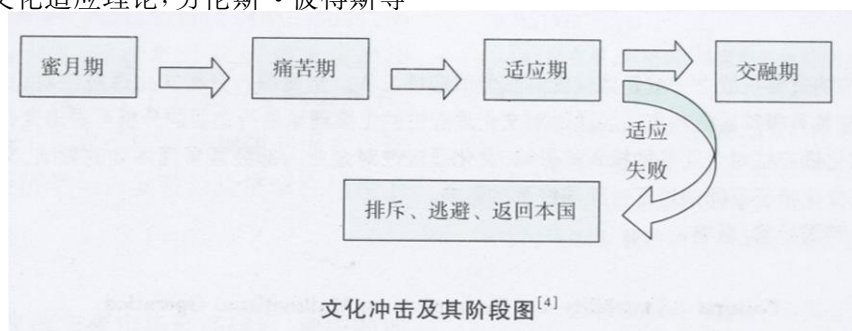 文化适应理论,劳伦斯·彼得斯等
蜜月期
痛苦期
适应期
交融期
适应
失败
排斥、逃避、返回本国
文化冲击及其阶段图[4]